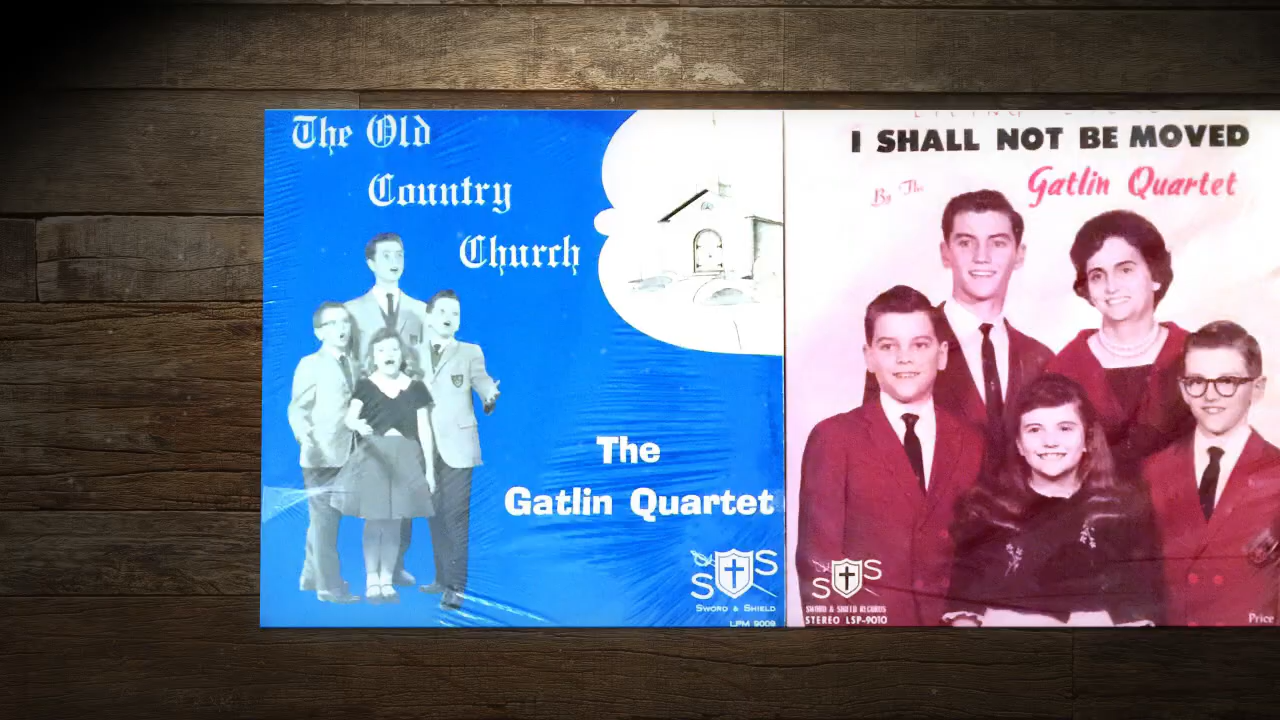 The Old
Country
Church
The
Gatlin Quartet
S S
SWORD & SHIELD
LPM 9009
I SHALL NOT BE MOVED
By The
Gatlin Quartet
S S
SWORD & SHIELD RECORDS
STEREO LSP-9010
Price